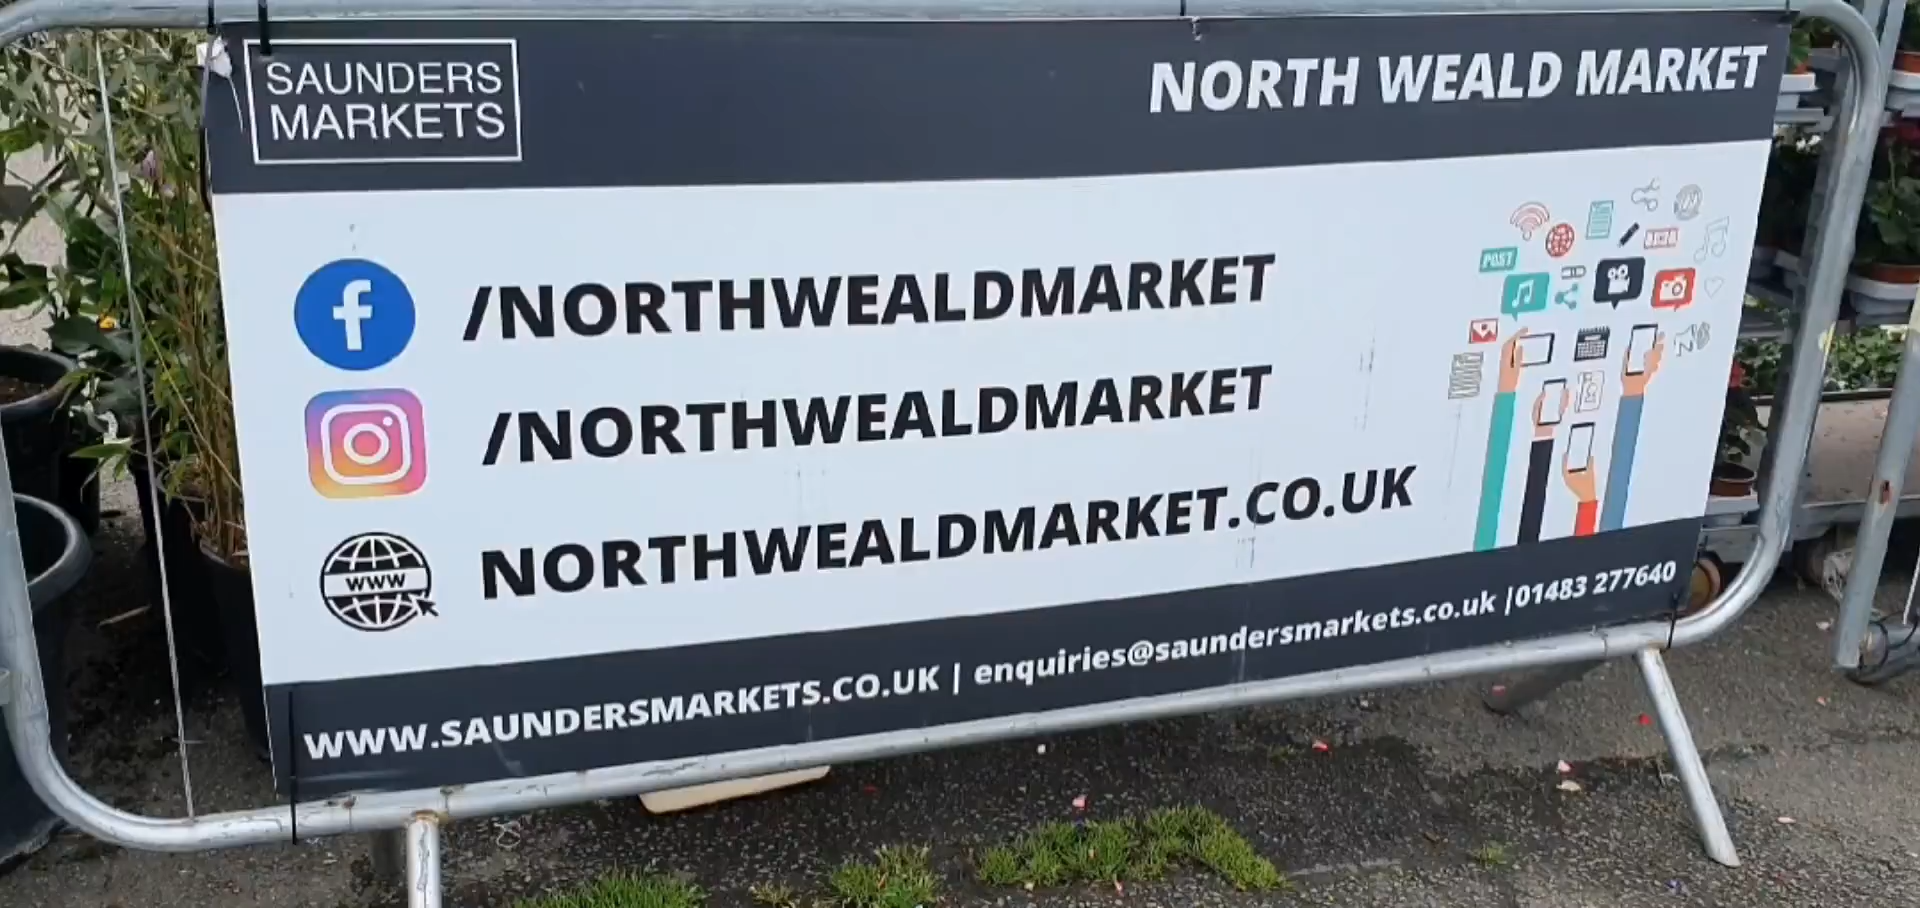 SAUNDERS
MARKETS
NORTH WEALD MARKET
/NORTHWEALDMARKET
/NORTHWEALDMARKET
www
NORTHWEALDMARKET.CO.UK
POST
WWW.SAUNDERSMARKETS.CO.UK | enquiries@saundersmarkets.co.uk |01483 277640